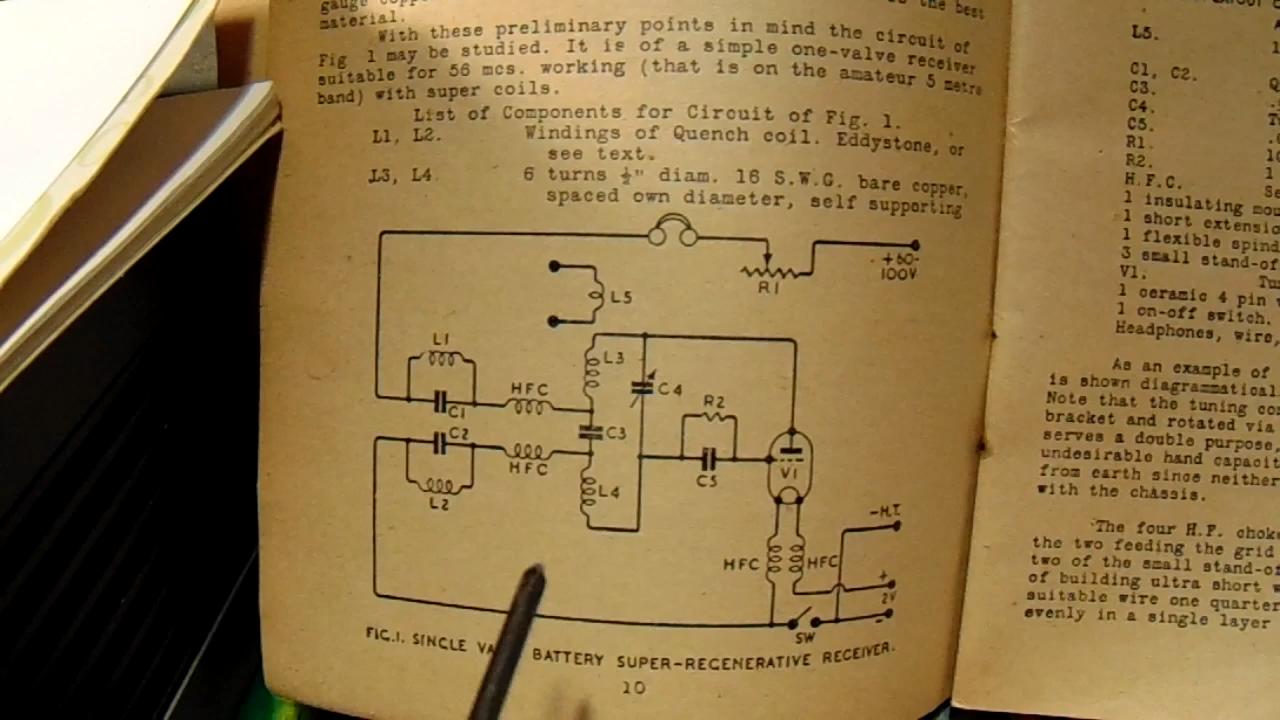 gauge copp
the best
material.
With these preliminary points in mind the circuit of
Fig 1 may be studied. It is of a simple one-valve receiver
suitable for 56 mcs. working (that is on the amateur 5 metre
band) with super coils.
List of Components for Circuit of Fig. 1.
L1, L2. Windings of Quench coil. Eddystone, or
see text.
L3, L4. 6 turns ½" diam. 16 S.W.G. bare copper,
spaced own diameter, self supporting
+60-
100V
R1
L5
L1
L3
HFC
C4
C1
R2
C2
C3
HFC
V1
L2
L4
C5
-H.T.
HFC
HFC
+
2V
-
SW
FIG.1. SINGLE VA BATTERY SUPER-REGENERATIVE RECEIVER.
10
L5.
C1, C2.
C3.
C4.
C5.
R1.
R2.
H.F.C. Se
1 insulating mou
1 short extensio
1 flexible spind
3 small stand-of
V1. Tu
1 ceramic 4 pin
1 on-off switch.
Headphones, wire,
As an example of
is shown diagrammatical
Note that the tuning co
bracket and rotated via
serves a double purpose,
undesirable hand capacit
from earth since neither
with the chassis.
The four H.F. choke
the two feeding the grid
two of the small stand-of
of building ultra short w
suitable wire one quarter
evenly in a single layer